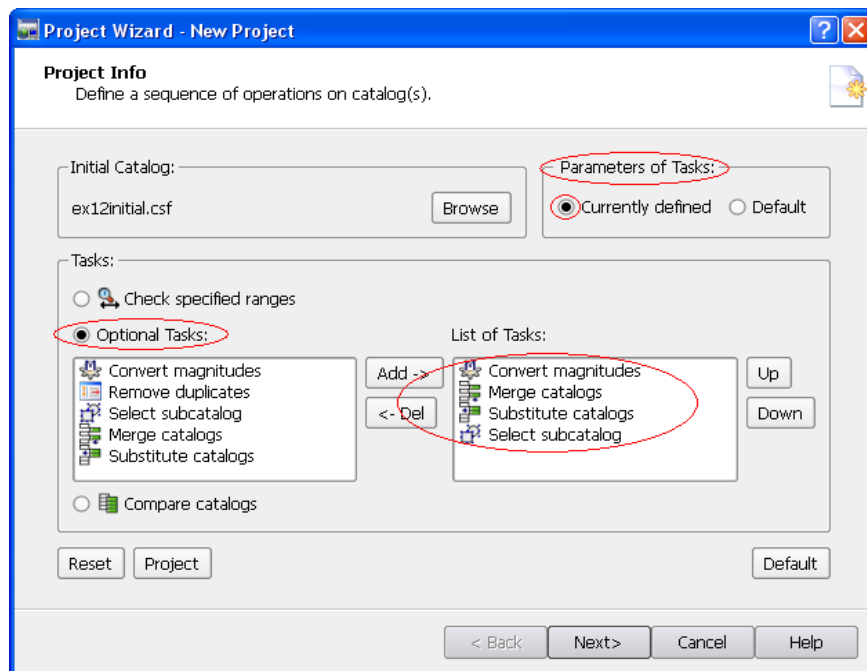 Project Wizard - New Project
Project Info
Define a sequence of operations on catalog(s).
Initial Catalog:
ex12initial.csf
Browse
Parameters of Tasks:
Currently defined
Default
Tasks:
Check specified ranges
Optional Tasks:
Convert magnitudes
Remove duplicates
Select subcatalog
Merge catalogs
Substitute catalogs
Add ->
<- Del
List of Tasks:
Convert magnitudes
Merge catalogs
Substitute catalogs
Select subcatalog
Up
Down
Compare catalogs
Reset
Project
Default
< Back
Next>
Cancel
Help